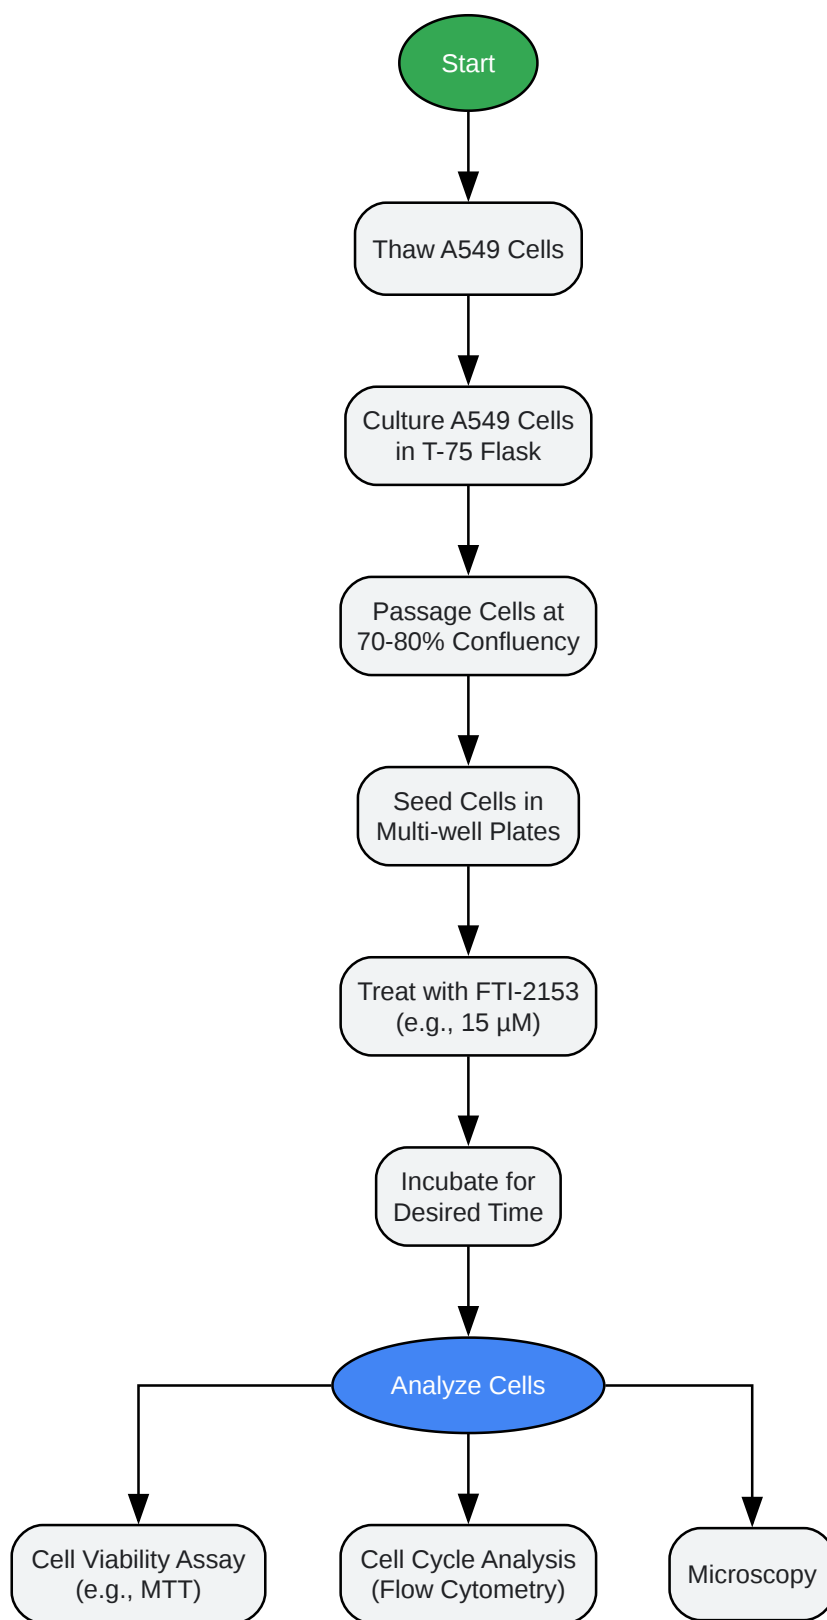 Start
Thaw A549 Cells
Culture A549 Cells
in T-75 Flask
Passage Cells at
70-80% Confluency
Seed Cells in
Multi-well Plates
Treat with FTI-2153
(e.g., 15 µM)
Incubate for
Desired Time
Analyze Cells
Cell Viability Assay
(e.g., MTT)
Cell Cycle Analysis
(Flow Cytometry)
Microscopy